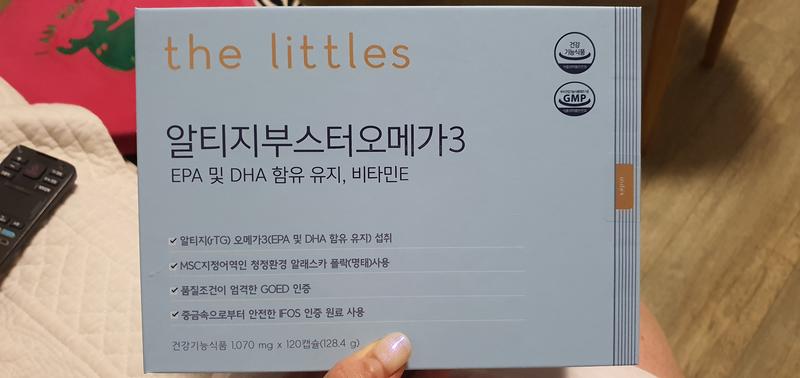 the littles
건강
기능식품
GMP
알티지부스터오메가3
EPA 및 DHA 함유 유지, 비타민E
✓ 알티지(rTG) 오메가3(EPA 및 DHA 함유 유지) 섭취
✓ MSC지정어역인 청정환경 알래스카 폴락(명태)사용
✓ 품질조건이 엄격한 GOED 인증
✓ 중금속으로부터 안전한 IFOS 인증 원료 사용
건강기능식품 1,070 mg x 120캡슐(128.4 g)